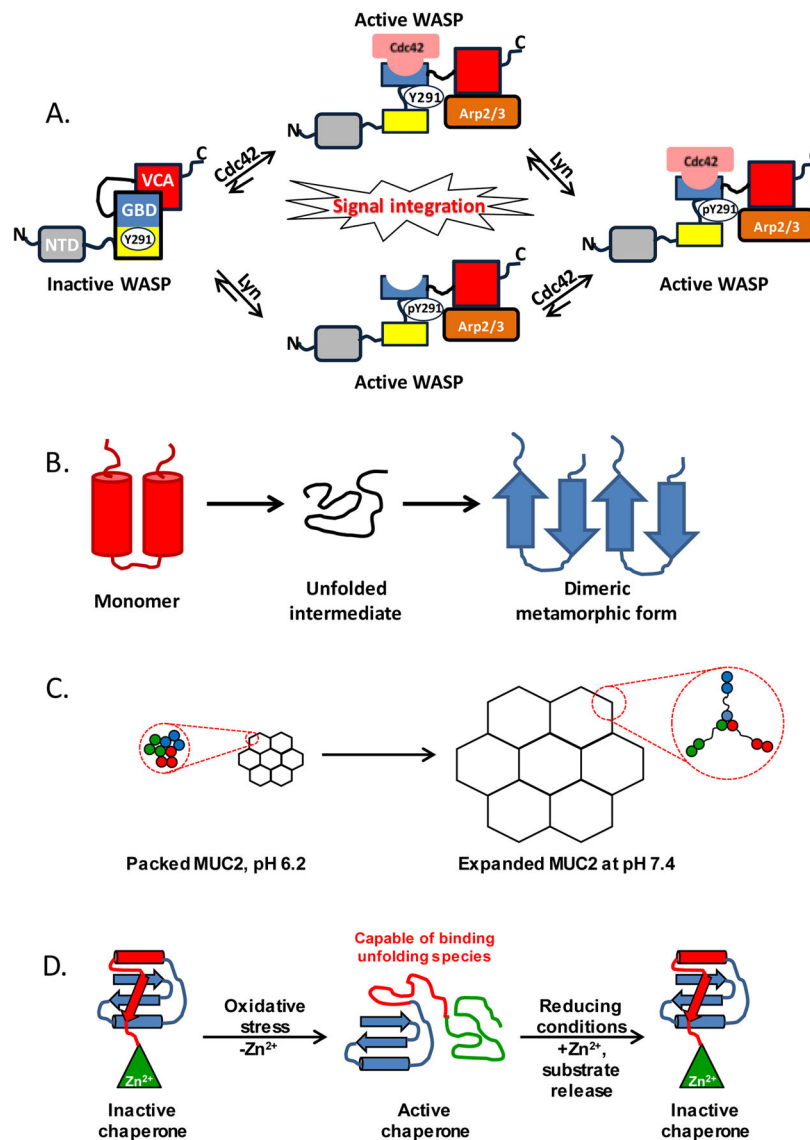 Active WASP
Cdc42
A.
Y291
Arp2/3
N
C
Cdc42
Lyn
VCA
C
GBD
Y291
N
NTD
Inactive WASP
Signal integration
Cdc42
pY291
Arp2/3
N
C
Active WASP
Lyn
Cdc42
pY291
Arp2/3
N
C
Active WASP
B.
Monomer
Unfolded
intermediate
Dimeric
metamorphic form
C.
Packed MUC2, pH 6.2
Expanded MUC2 at pH 7.4
D.
Capable of binding
unfolding species
Oxidative
stress
-Zn²⁺
Reducing
conditions
+Zn²⁺,
substrate
release
Zn²⁺
Zn²⁺
Inactive
chaperone
Active
chaperone
Inactive
chaperone